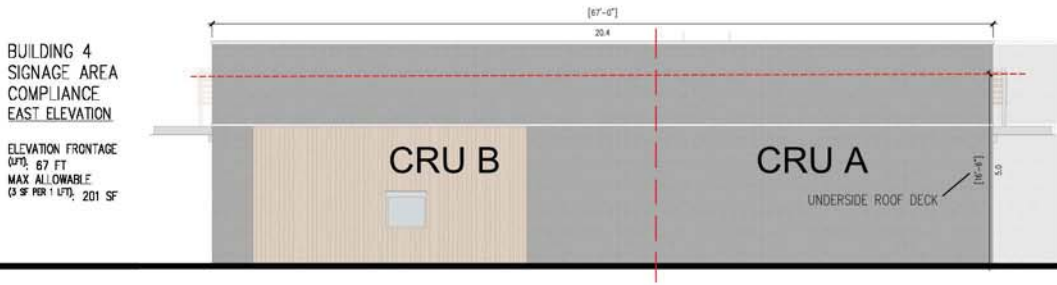 [67'-0"]
20.4
BUILDING 4
SIGNAGE AREA
COMPLIANCE
EAST ELEVATION
ELEVATION FRONTAGE
(LFT): 67 FT
MAX ALLOWABLE
(3 SF PER 1 LFT): 201 SF
CRU B
CRU A
[16'-6"]
5.0
UNDERSIDE ROOF DECK